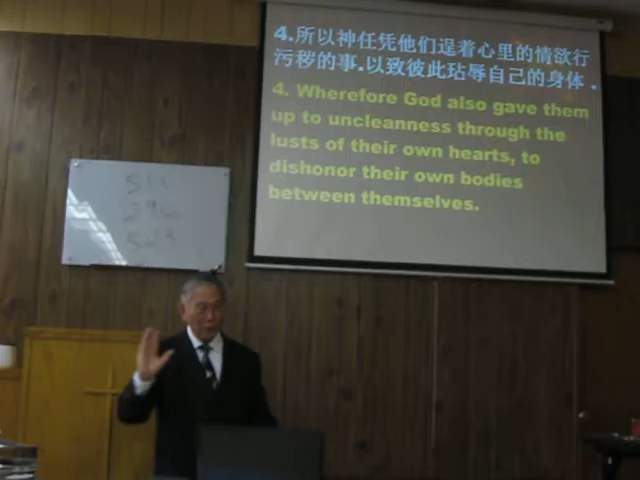 4.所以神任凭他们逞着心里的情欲行
污秽的事.以致彼此玷辱自己的身体.
4. Wherefore God also gave them
up to uncleanness through the
lusts of their own hearts, to
dishonor their own bodies
between themselves.